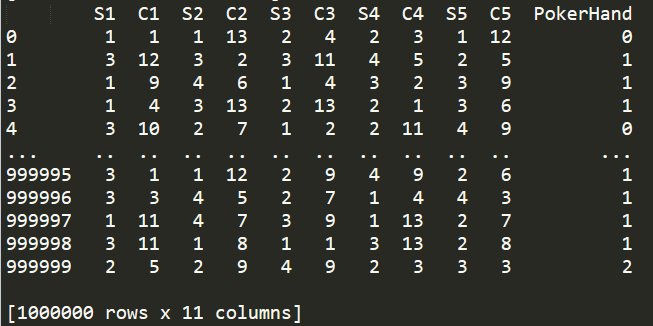 S1 C1 S2 C2 S3 C3 S4 C4 S5 C5 PokerHand
0 1 1 1 13 2 4 2 3 1 12 0
1 3 12 3 2 3 11 4 5 2 5 1
2 1 9 4 6 1 4 3 2 3 9 1
3 1 4 3 13 2 13 2 1 3 6 1
4 3 10 2 7 1 2 2 11 4 9 0
... .. .. .. .. .. .. .. .. .. .. ...
999995 3 1 1 12 2 9 4 9 2 6 1
999996 3 3 4 5 2 7 1 4 4 3 1
999997 1 11 4 7 3 9 1 13 2 7 1
999998 3 11 1 8 1 1 3 13 2 8 1
999999 2 5 2 9 4 9 2 3 3 3 2
[1000000 rows x 11 columns]